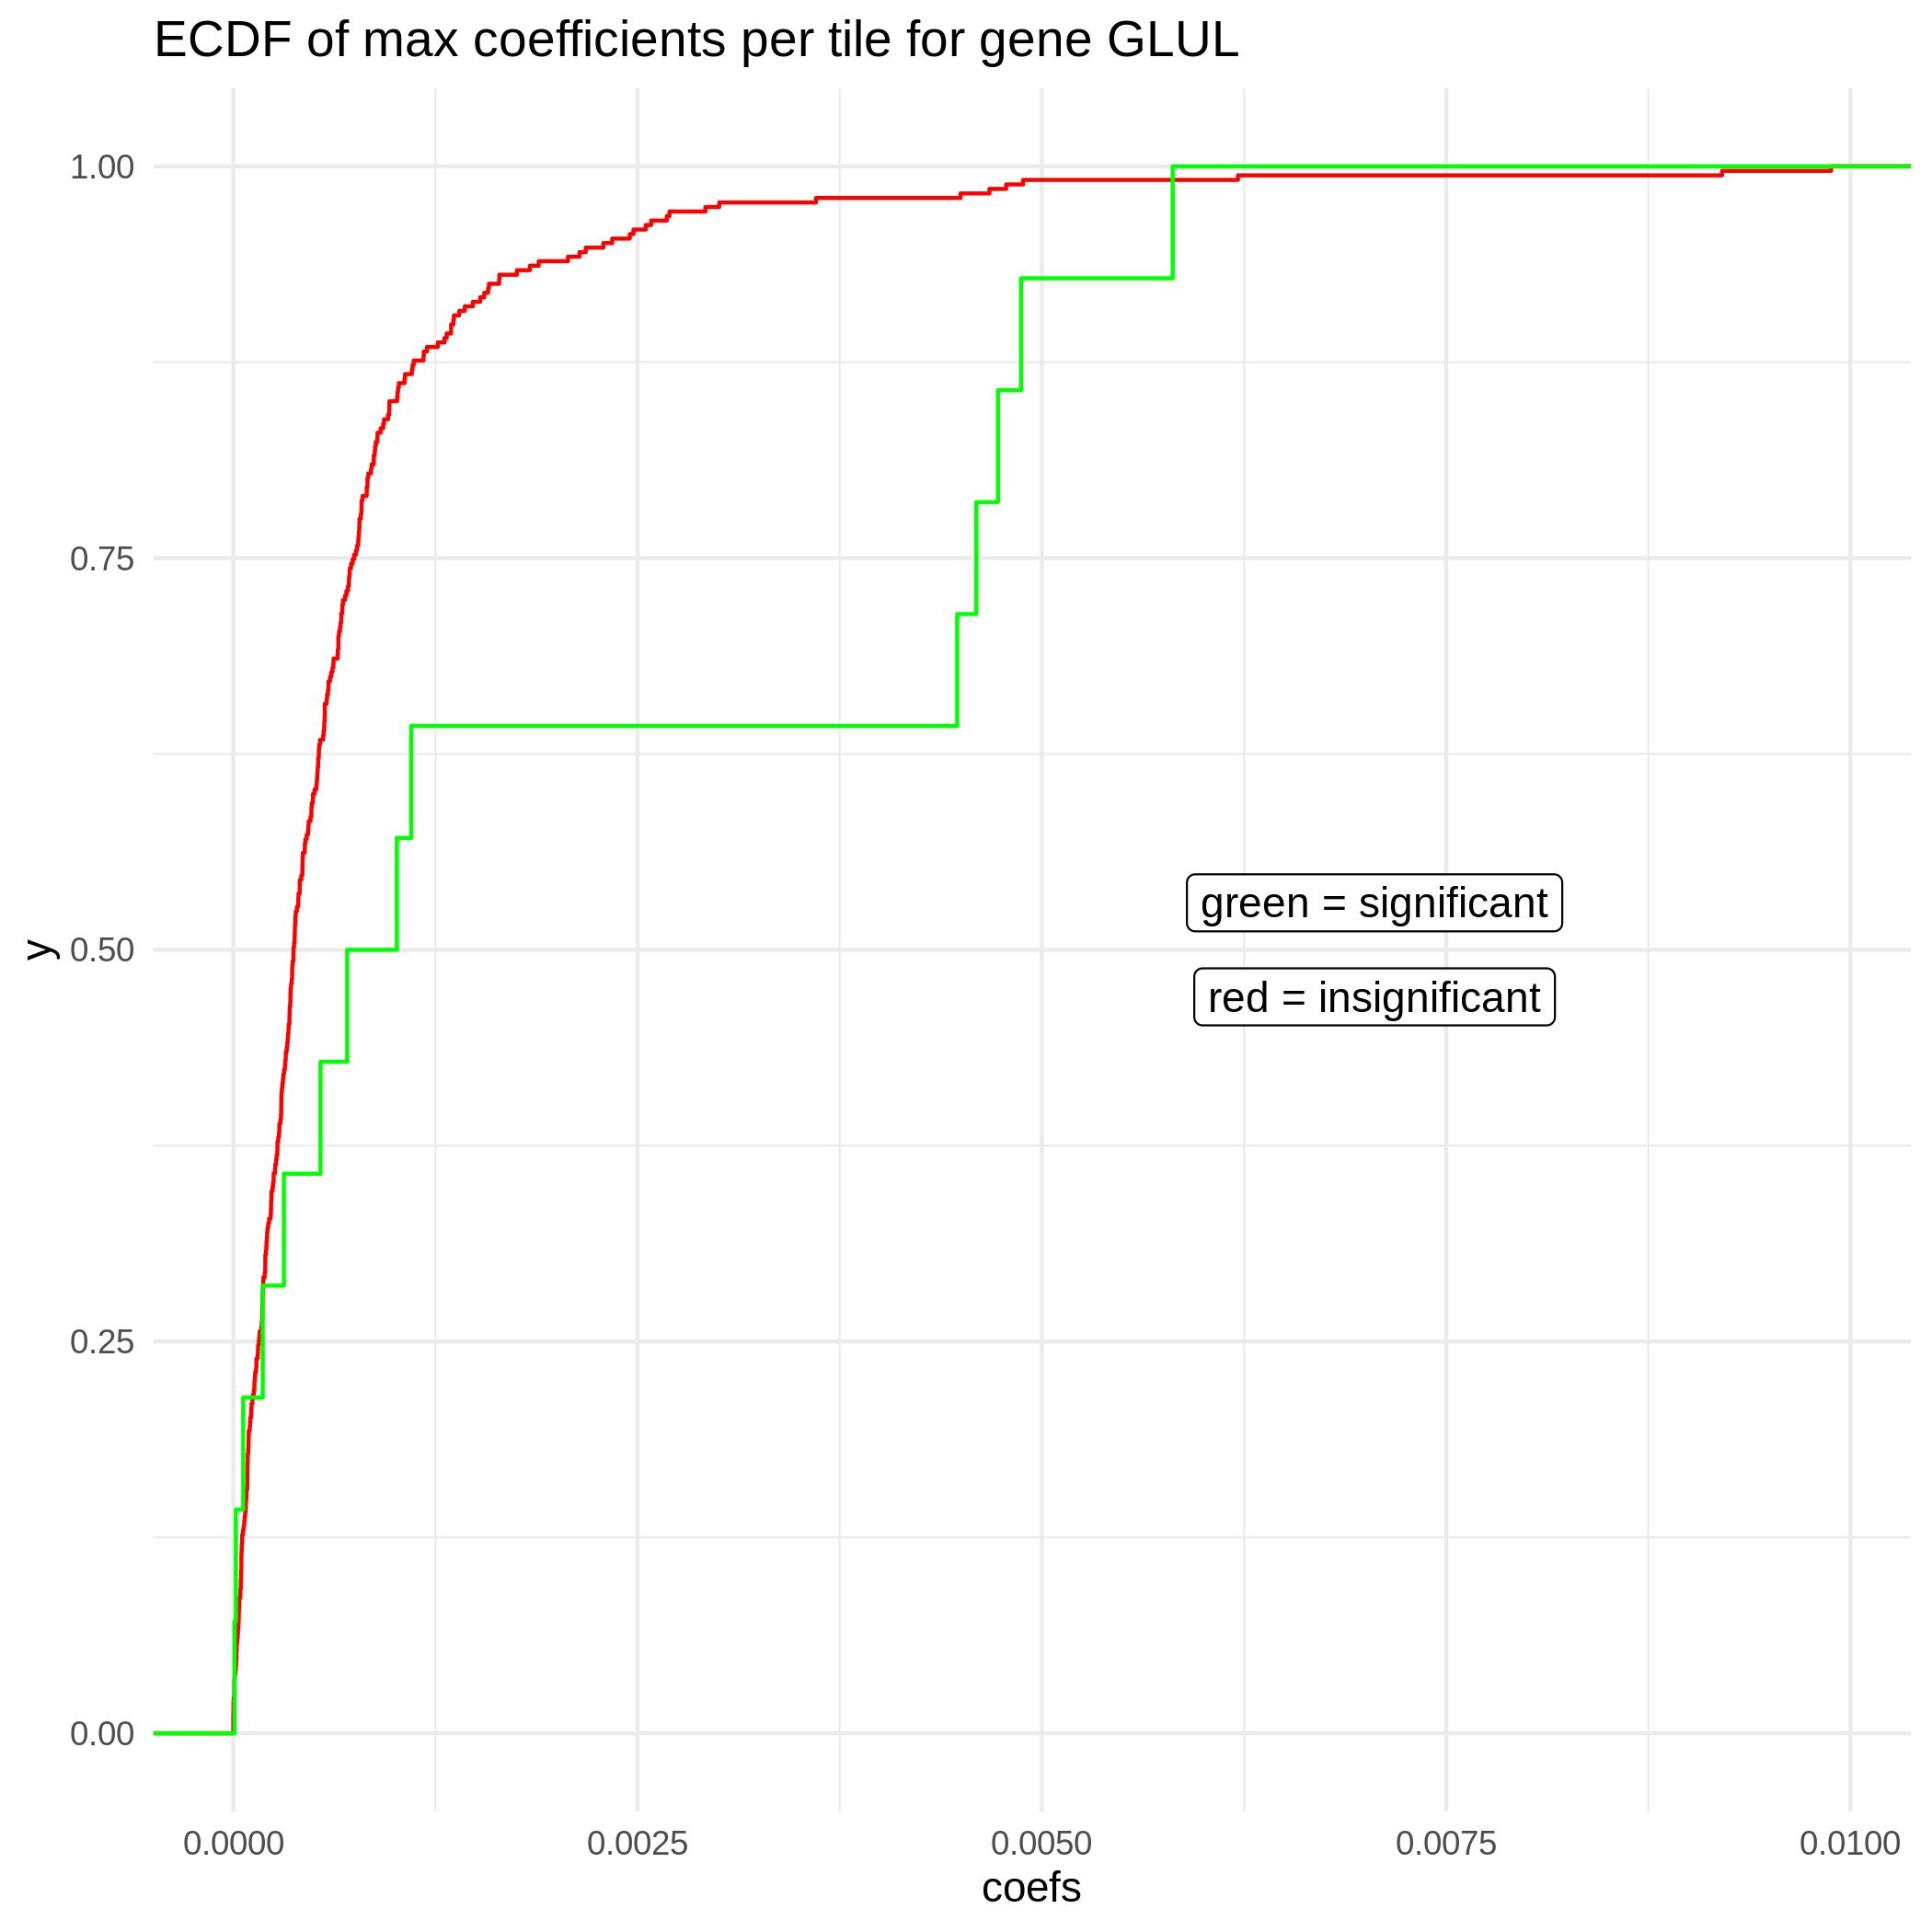 ECDF of max coefficients per tile for gene GLUL
1.00
0.75
0.50
0.25
0.00
y
green = significant
red = insignificant
0.0000 0.0025 0.0050 0.0075 0.0100
coefs